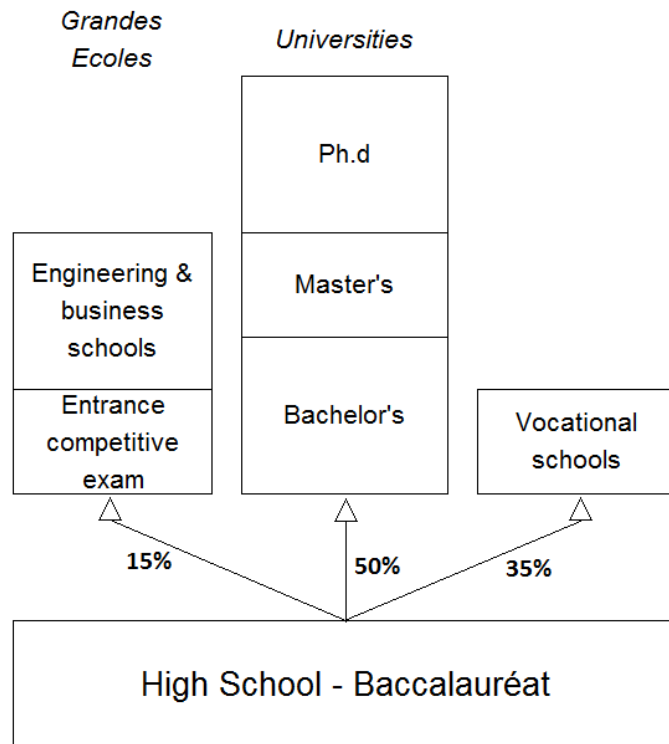 Grandes
Ecoles
Universities
Ph.d
Engineering &
business
schools
Master's
Entrance
competitive
exam
Bachelor's
Vocational
schools
15%
50%
35%
High School - Baccalauréat